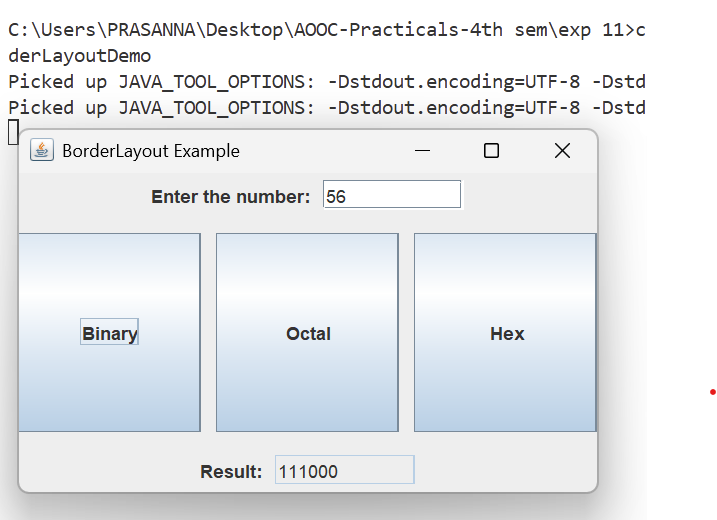 C:\Users\PRASANNA\Desktop\AOOC-Practicals-4th sem\exp 11>c
derLayoutDemo
Picked up JAVA_TOOL_OPTIONS: -Dstdout.encoding=UTF-8 -Dstd
Picked up JAVA_TOOL_OPTIONS: -Dstdout.encoding=UTF-8 -Dstd
BorderLayout Example
Enter the number: 56
Binary Octal Hex
Result: 111000